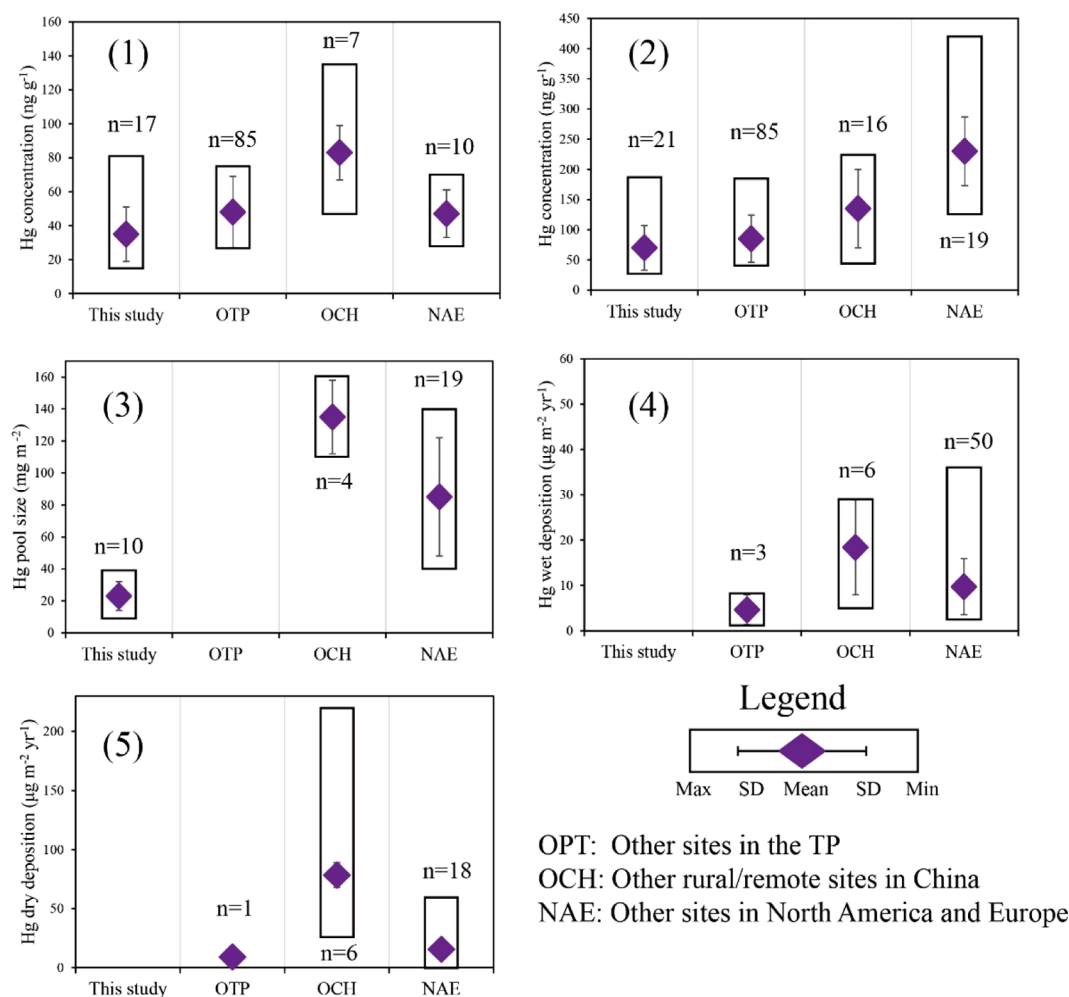 (1)
Hg concentration (ng g⁻¹)
160
140
120
100
80
60
40
20
0
n=17
n=85
n=7
n=10
This study OTP OCH NAE
(2)
Hg concentration (ng g⁻¹)
450
400
350
300
250
200
150
100
50
0
n=21
n=85
n=16
n=19
This study OTP OCH NAE
(3)
Hg pool size (mg m⁻²)
160
140
120
100
80
60
40
20
0
n=10
n=4
n=19
This study OTP OCH NAE
(4)
Hg wet deposition (μg m⁻² yr⁻¹)
60
50
40
30
20
10
0
n=3
n=6
n=50
This study OTP OCH NAE
(5)
Hg dry deposition (μg m⁻² yr⁻¹)
200
150
100
50
0
n=1
n=6
n=18
This study OTP OCH NAE
Legend
Max SD Mean SD Min
OPT: Other sites in the TP
OCH: Other rural/remote sites in China
NAE: Other sites in North America and Europe